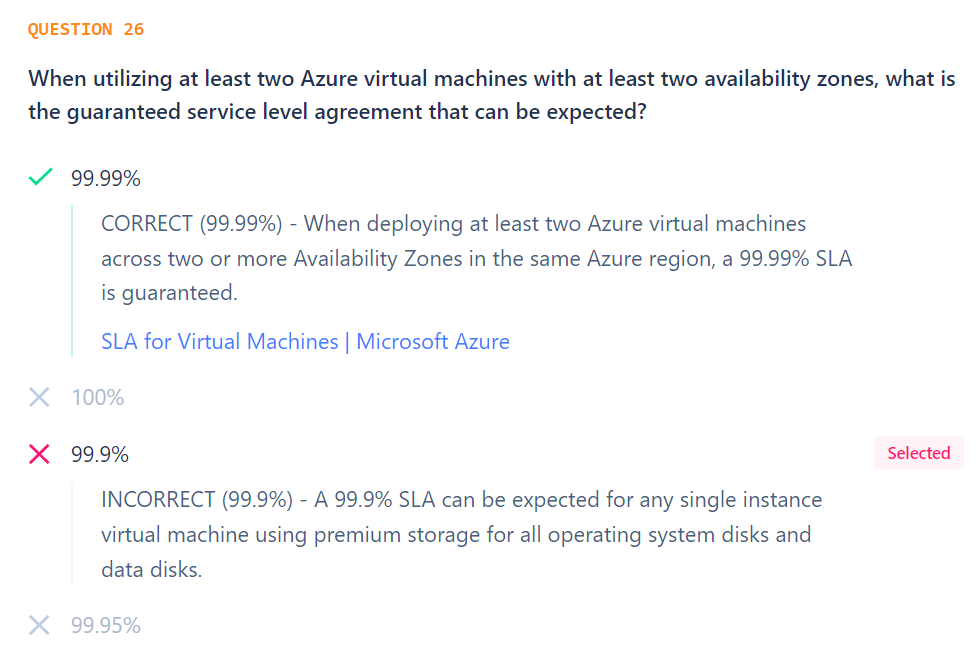 QUESTION 26
When utilizing at least two Azure virtual machines with at least two availability zones, what is
the guaranteed service level agreement that can be expected?
99.99%
CORRECT (99.99%) - When deploying at least two Azure virtual machines
across two or more Availability Zones in the same Azure region, a 99.99% SLA
is guaranteed.
SLA for Virtual Machines | Microsoft Azure
100%
99.9%
Selected
INCORRECT (99.9%) - A 99.9% SLA can be expected for any single instance
virtual machine using premium storage for all operating system disks and
data disks.
99.95%